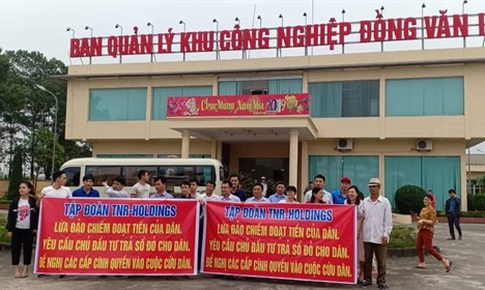 BAN QUẢN LÝ KHU CÔNG NGHIỆP ĐỒNG VĂN
Chúc Mừng Năm Mới 2019
TẬP ĐOÀN TNR-HOLDINGS
LỪA ĐẢO CHIẾM ĐOẠT TIỀN CỦA DÂN.
YÊU CẦU CHỦ ĐẦU TƯ TRẢ SỔ ĐỎ CHO DÂN.
ĐỀ NGHỊ CÁC CẤP CHÍNH QUYỀN VÀO CUỘC CỨU DÂN.
TẬP ĐOÀN TNR-HOLDINGS
LỪA ĐẢO CHIẾM ĐOẠT TIỀN CỦA DÂN.
YÊU CẦU CHỦ ĐẦU TƯ TRẢ SỔ ĐỎ CHO DÂN.
ĐỀ NGHỊ CÁC CẤP CHÍNH QUYỀN VÀO CUỘC CỨU DÂN.